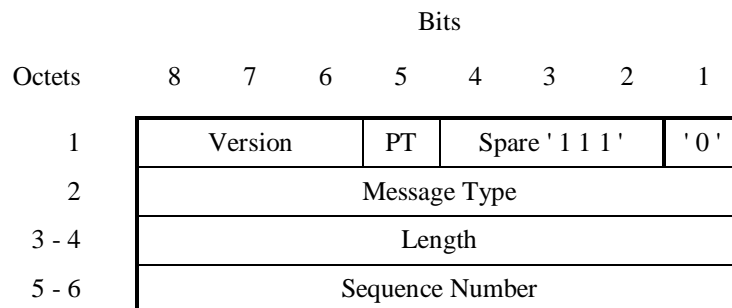 Bits
Octets 8 7 6 5 4 3 2 1
1 Version PT Spare ' 1 1 1 ' ' 0 '
2 Message Type
3 - 4 Length
5 - 6 Sequence Number